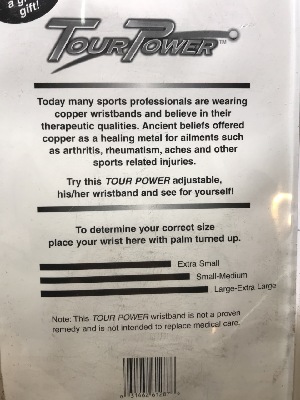 gift!
TOUR POWER™
Today many sports professionals are wearing
copper wristbands and believe in their
therapeutic qualities. Ancient beliefs offered
copper as a healing metal for ailments such
as arthritis, rheumatism, aches and other
sports related injuries.
Try this TOUR POWER adjustable,
his/her wristband and see for yourself!
To determine your correct size
place your wrist here with palm turned up.
Extra Small
Small-Medium
Large-Extra Large
Note: This TOUR POWER wristband is not a proven
remedy and is not intended to replace medical care.